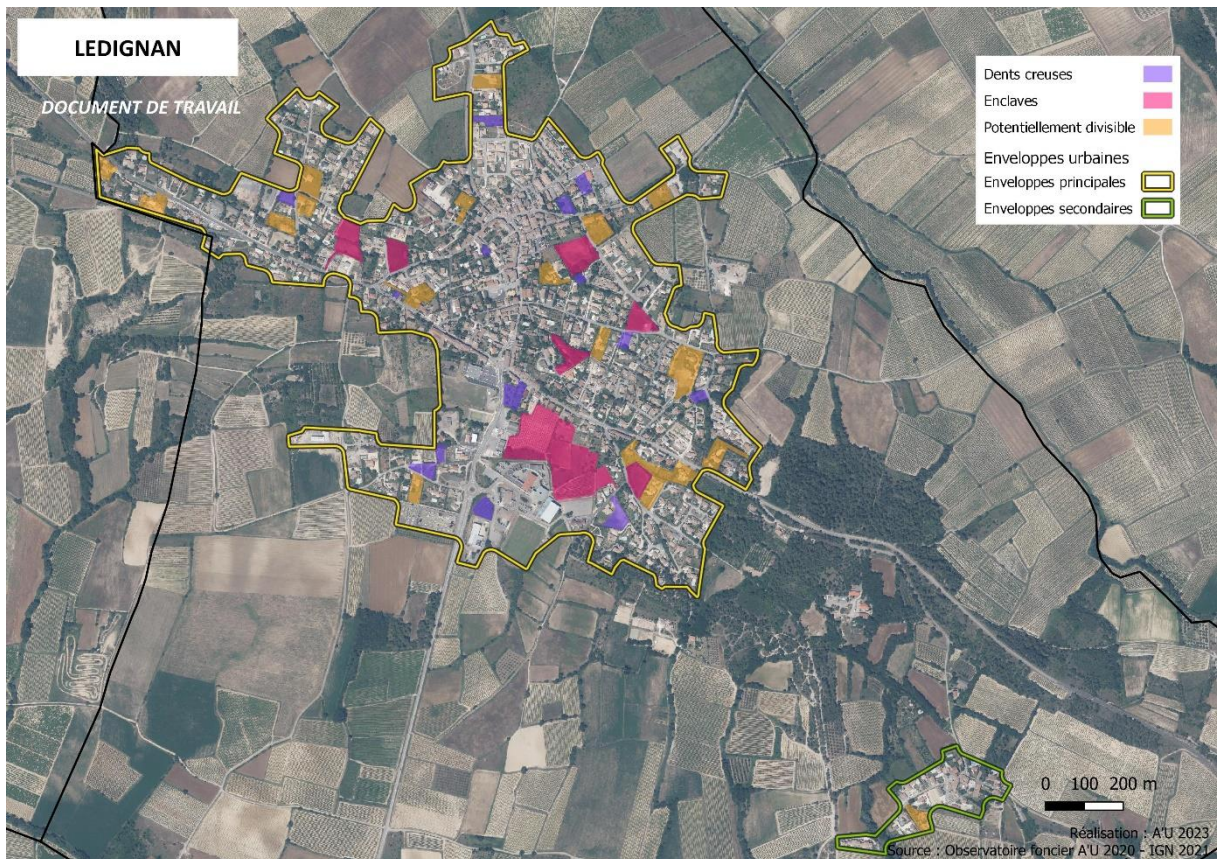 LEDIGNAN
DOCUMENT DE TRAVAIL
Dents creuses
Enclaves
Potentiellement divisible
Enveloppes urbaines
Enveloppes principales
Enveloppes secondaires
0 100 200 m
Réalisation : A'U 2023
Source : Observatoire foncier A'U 2020 - IGN 2021